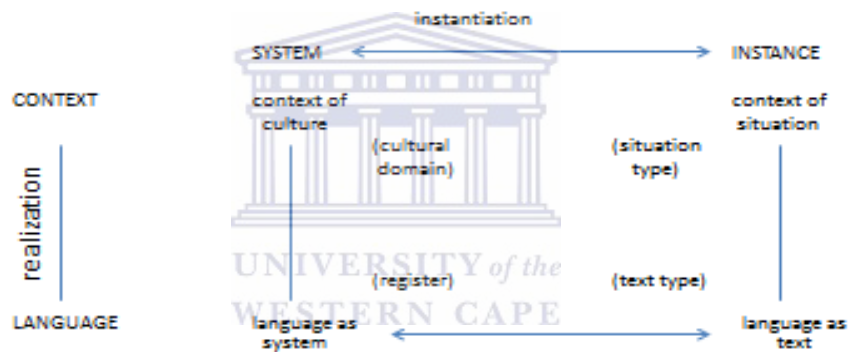 instantiation
SYSTEM INSTANCE
CONTEXT
context of culture
context of situation
(cultural domain)
(situation type)
realization
UNIVERSITY of the
WESTERN CAPE
(register) (text type)
LANGUAGE
language as system
language as text